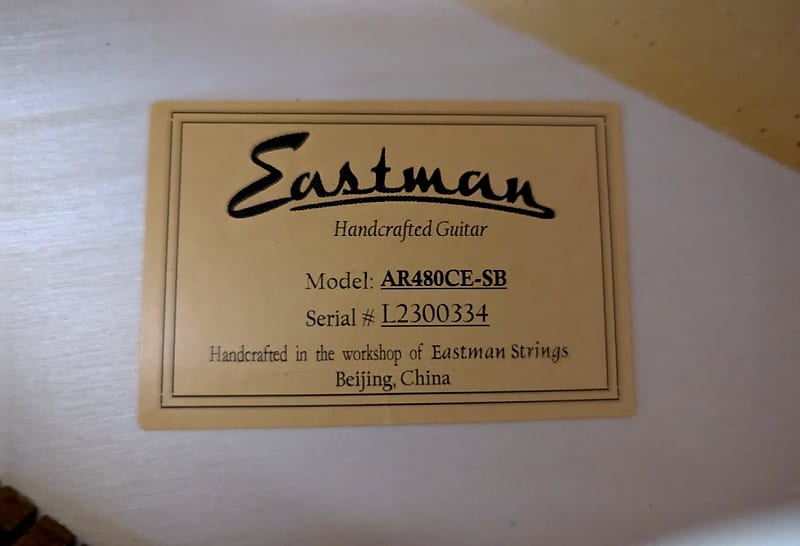 Eastman
Handcrafted Guitar
Model: AR480CE-SB
Serial # L2300334
Handcrafted in the workshop of Eastman Strings
Beijing, China